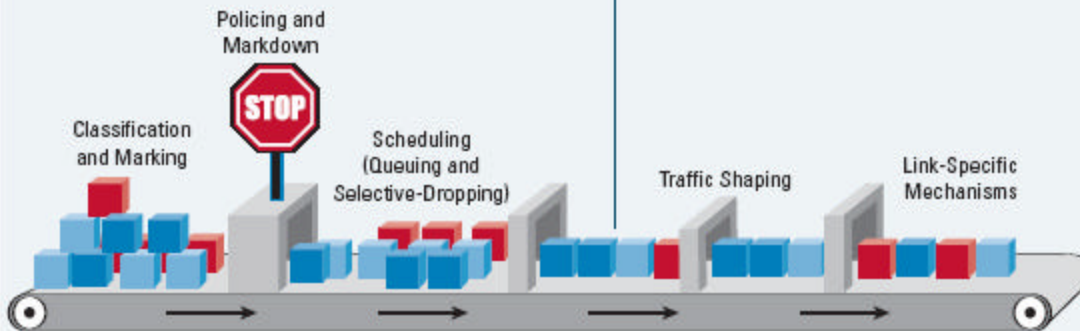 Policing and
Markdown
STOP
Classification
and Marking
Scheduling
(Queuing and
Selective-Dropping)
Traffic Shaping
Link-Specific
Mechanisms